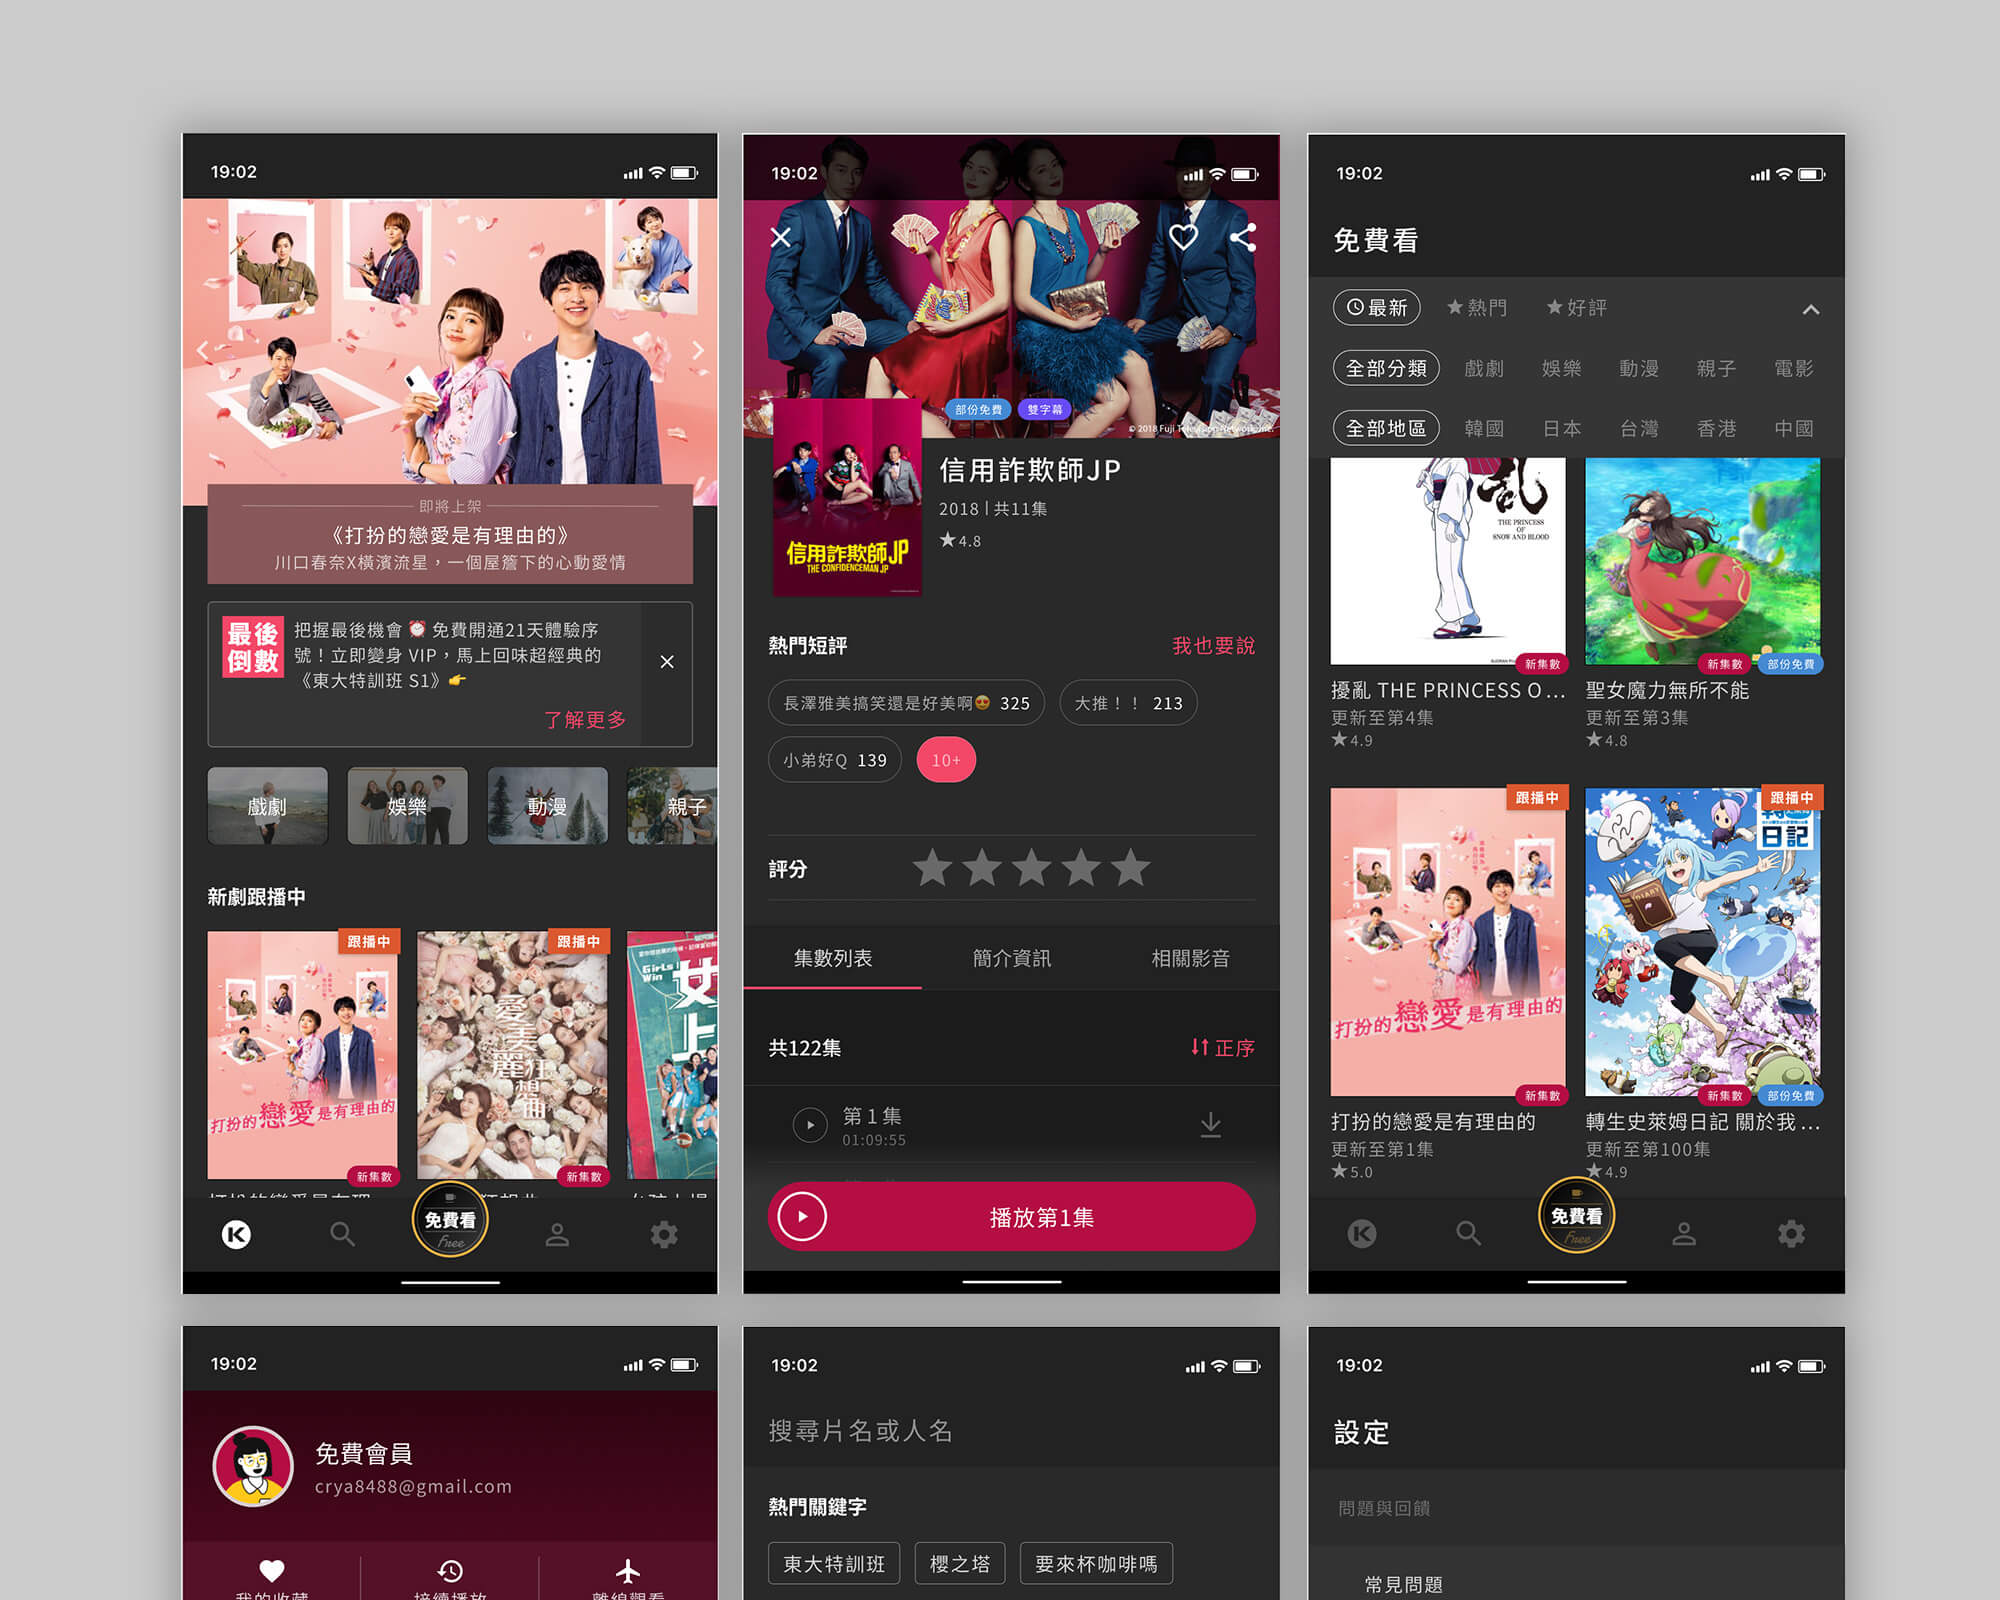 19:02
即將上架
《打扮的戀愛是有理由的》
川口春奈X橫濱流星，一個屋簷下的心動愛情
最後
倒數
把握最後機會 ⏰ 免費開通21天體驗序
號！立即變身 VIP，馬上回味超經典的
《東大特訓班 S1》👉
了解更多
戲劇
娛樂
動漫
親子
新劇跟播中
跟播中
打扮的戀愛是有理由的
新集數
跟播中
愛美麗狂想曲
新集數
Girls
Win
女
上
K
免費看
Free
19:02
© 2018 Fuji Television Network, Inc.
部份免費
雙字幕
信用詐欺師JP
THE CONFIDENCEMAN JP
信用詐欺師JP
2018 | 共11集
★4.8
熱門短評
我也要說
長澤雅美搞笑還是好美啊😍 325
大推！！ 213
小弟好Q 139
10+
評分
集數列表
簡介資訊
相關影音
共122集
正序
第 1 集
01:09:55
播放第1集
19:02
免費看
最新
★熱門
★好評
全部分類
戲劇
娛樂
動漫
親子
電影
全部地區
韓國
日本
台灣
香港
中國
乱
THE PRINCESS
OF
SNOW AND BLOOD
新集數
擾亂 THE PRINCESS O...
更新至第4集
★4.9
新集數
部份免費
聖女魔力無所不能
更新至第3集
★4.8
跟播中
打扮的戀愛是有理由的
新集數
打扮的戀愛是有理由的
更新至第1集
★5.0
跟播中
日記
DIARY
新集數
部份免費
轉生史萊姆日記 關於我...
更新至第100集
★4.9
K
免費看
Free
19:02
免費會員
crya8488@gmail.com
我的收藏
接續播放
離線觀看
19:02
搜尋片名或人名
熱門關鍵字
東大特訓班
櫻之塔
要來杯咖啡嗎
19:02
設定
問題與回饋
常見問題